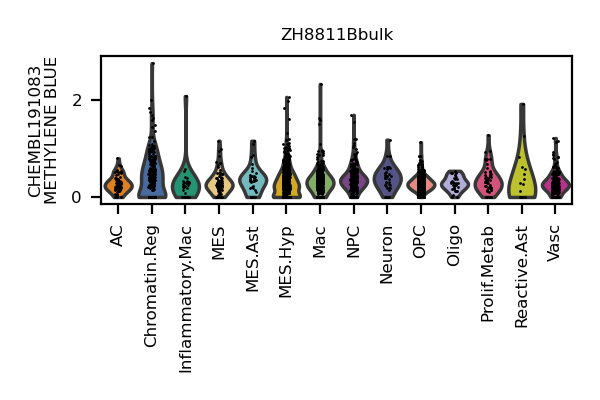 ZH8811Bbulk
CHEMBL191083
METHYLENE BLUE
2
0
AC
Chromatin.Reg
Inflammatory.Mac
MES
MES.Ast
MES.Hyp
Mac
NPC
Neuron
OPC
Oligo
Prolif.Metab
Reactive.Ast
Vasc